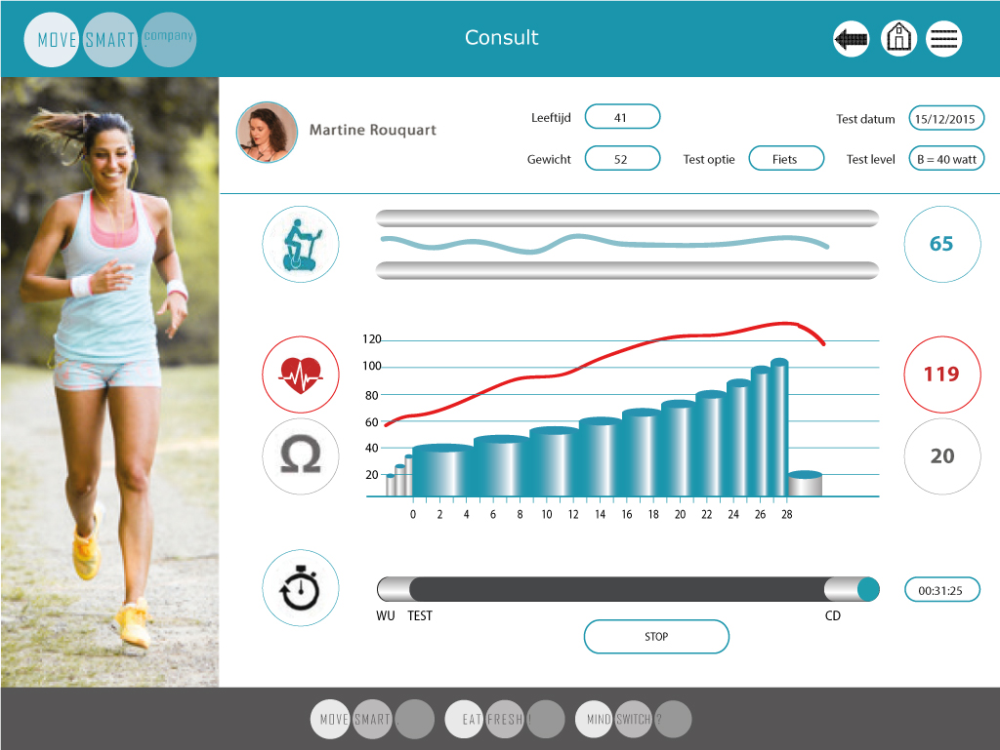 MOVE SMART . company
Consult
Martine Rouquart
Leeftijd 41
Test datum 15/12/2015
Gewicht 52
Test optie Fiets
Test level B = 40 watt
65
120
100
80
60
40
20
119
Ω
20
0 2 4 6 8 10 12 14 16 18 20 22 24 26 28
00:31:25
WU TEST CD
STOP
MOVE SMART . EAT FRESH ! MIND SWITCH ?